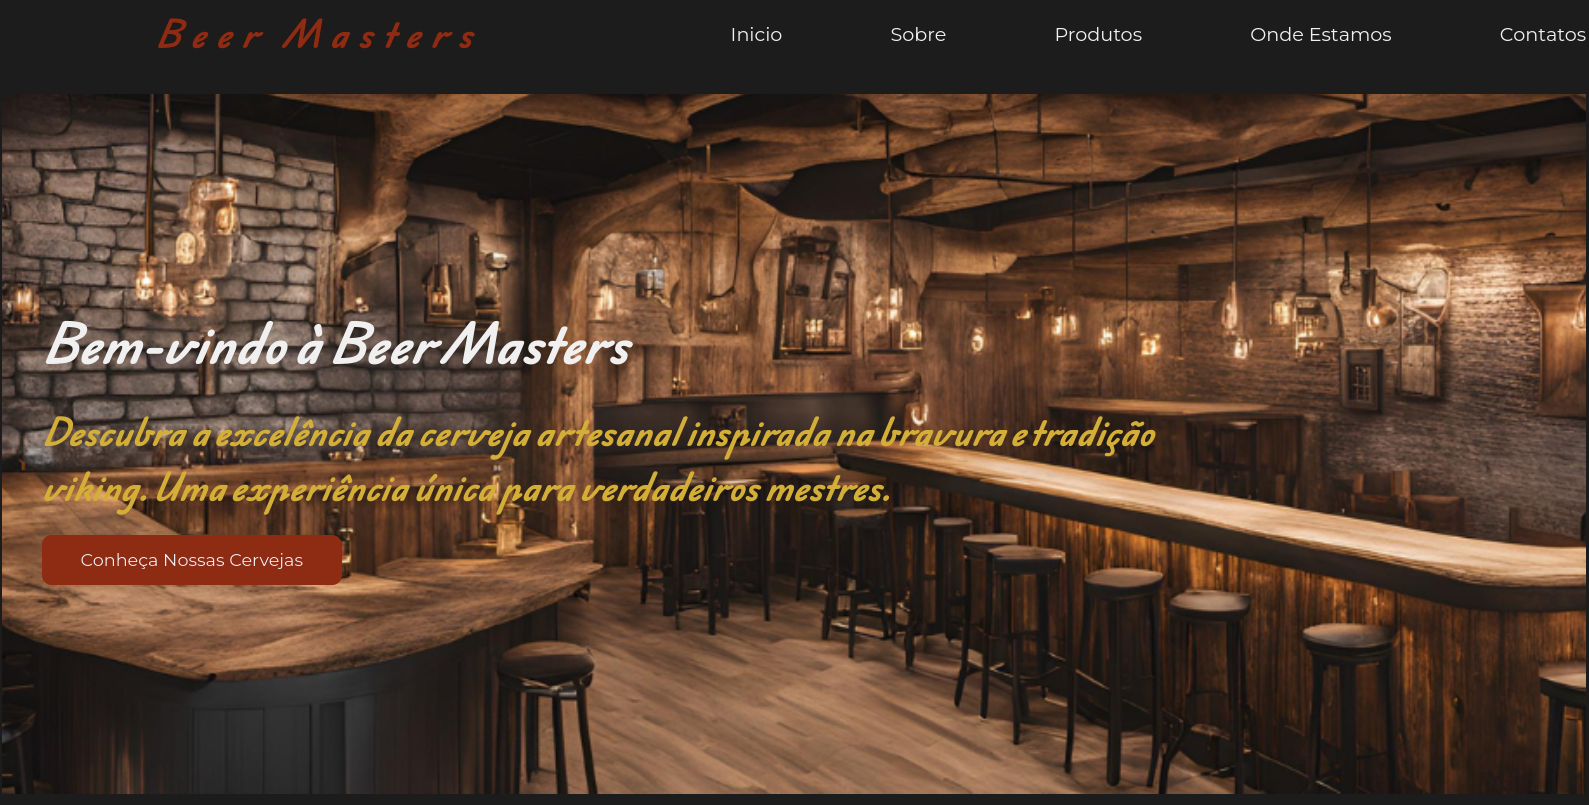 Beer Masters
Inicio
Sobre
Produtos
Onde Estamos
Contatos
Bem-vindo à Beer Masters
Descubra a excelência da cerveja artesanal inspirada na bravura e tradição
viking. Uma experiência única para verdadeiros mestres.
Conheça Nossas Cervejas